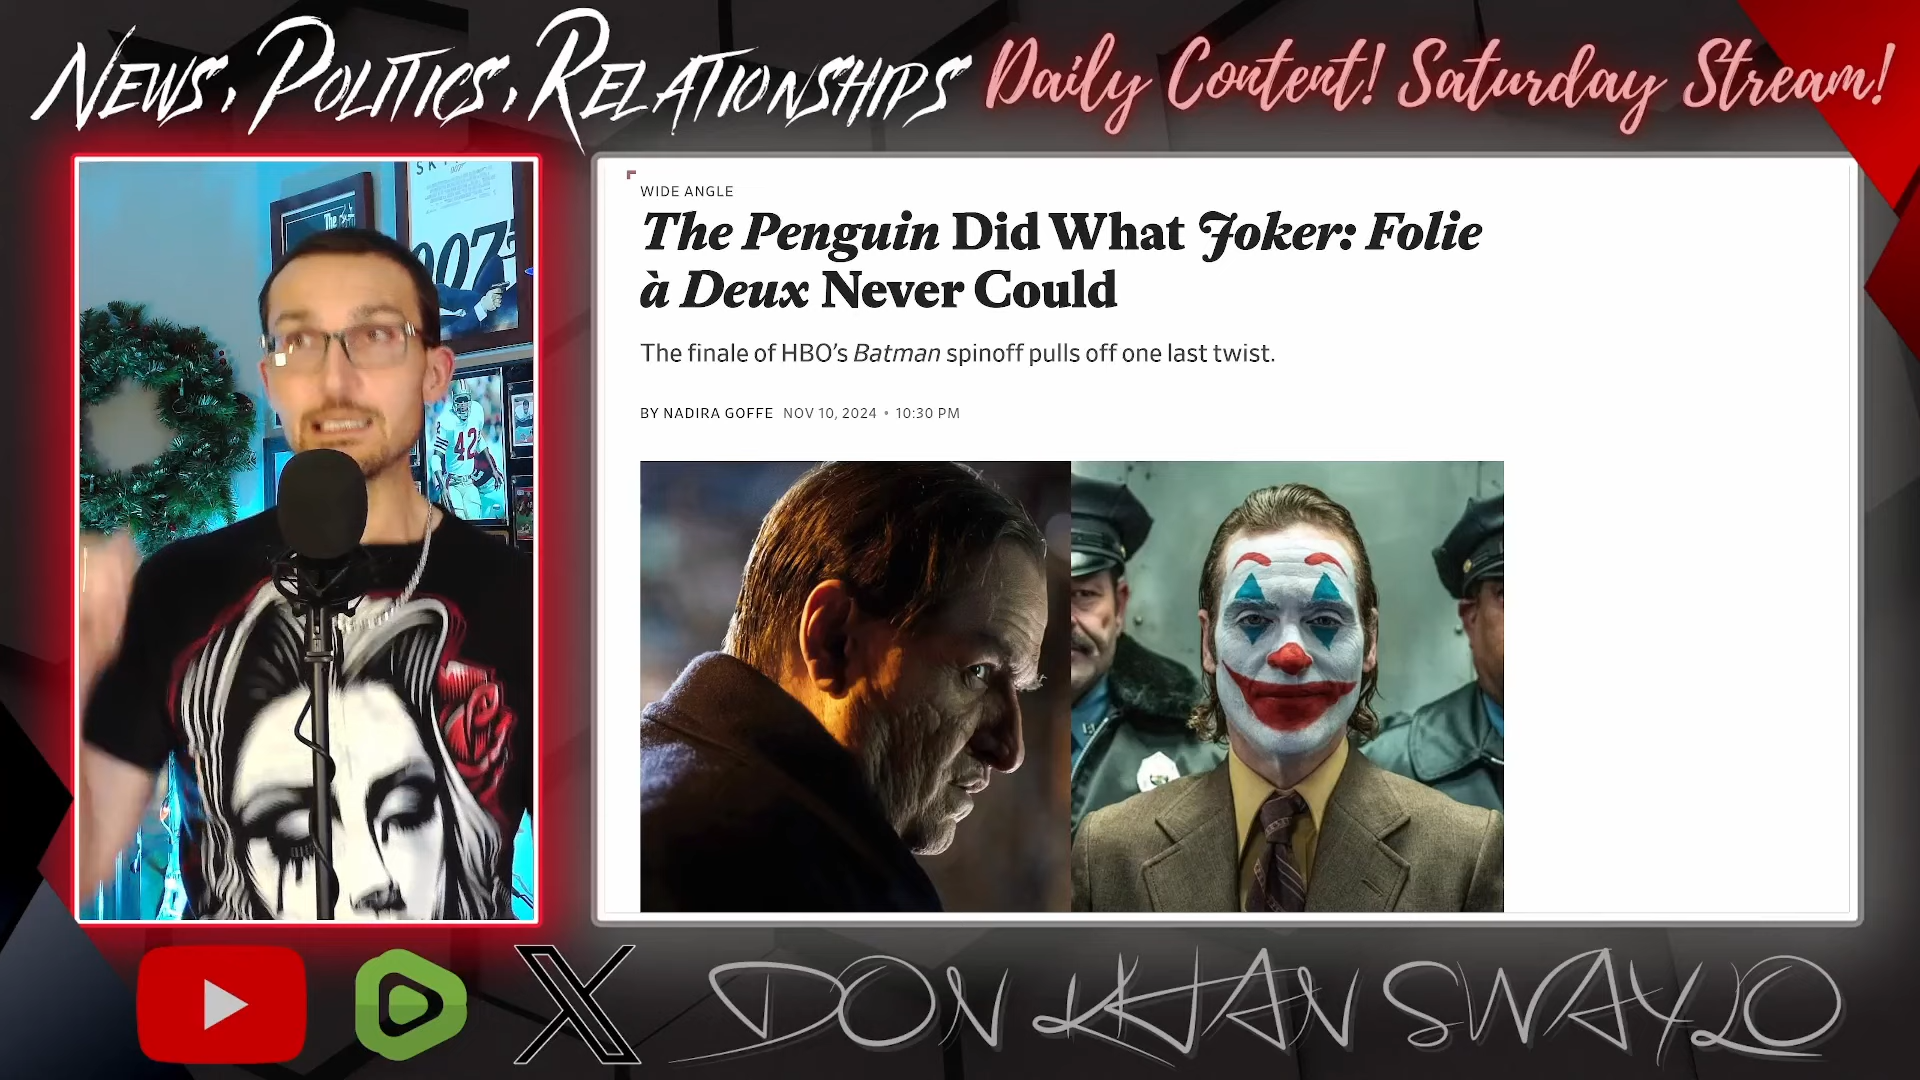 NEWS, POLITICS, RELATIONSHIPS
Daily Content! Saturday Stream!
007
42
WIDE ANGLE
The Penguin Did What Joker: Folie
à Deux Never Could
The finale of HBO’s Batman spinoff pulls off one last twist.
BY NADIRA GOFFE NOV 10, 2024 • 10:30 PM
X
DON KHAN SWAYLO